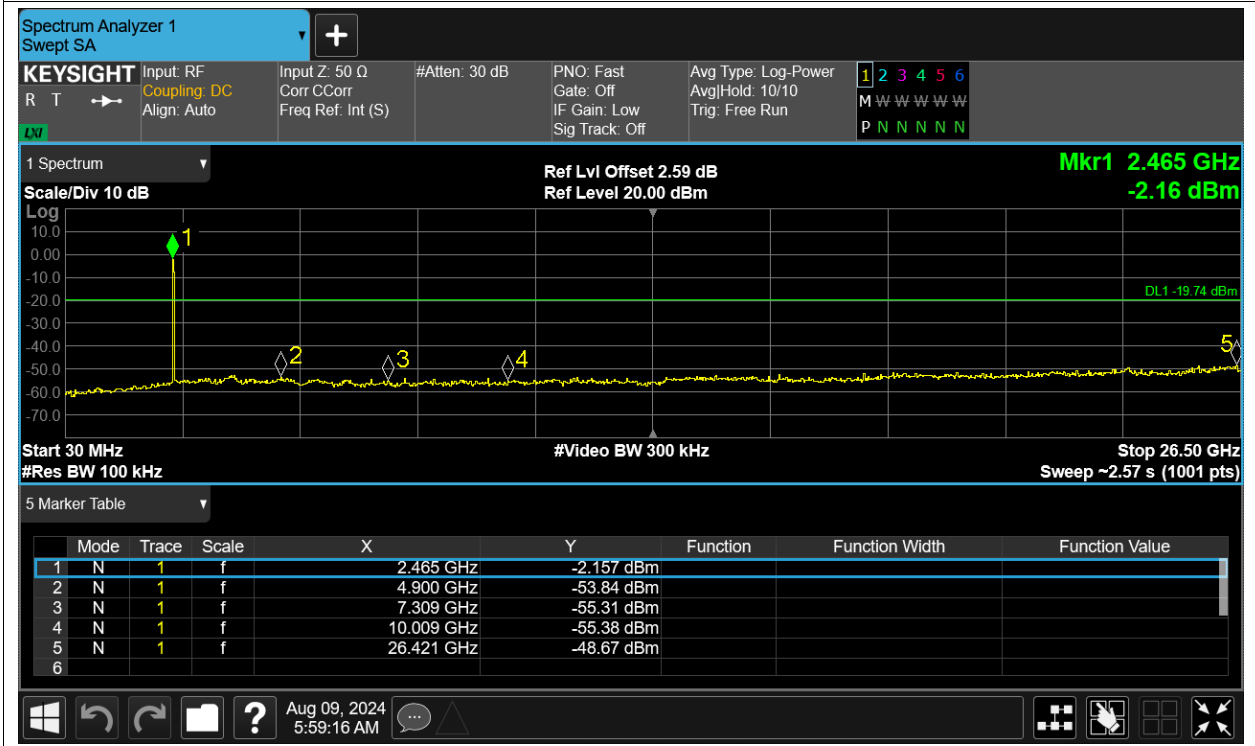 Spectrum Analyzer 1
Swept SA
+
KEYSIGHT Input: RF Input Z: 50 Ω #Atten: 30 dB PNO: Fast Avg Type: Log-Power 1 2 3 4 5 6
R T Coupling: DC Corr CCorr Gate: Off Avg|Hold: 10/10 M W W W W W
Align: Auto Freq Ref: Int (S) IF Gain: Low Trig: Free Run
LXI Sig Track: Off P N N N N N
1 Spectrum Ref Lvl Offset 2.59 dB Mkr1 2.465 GHz
Scale/Div 10 dB Ref Level 20.00 dBm -2.16 dBm
Log
10.0 1
0.00
-10.0
-20.0 DL1 -19.74 dBm
-30.0
-40.0 2 3 4 5
-50.0
-60.0
-70.0
Start 30 MHz #Video BW 300 kHz Stop 26.50 GHz
#Res BW 100 kHz Sweep ~2.57 s (1001 pts)
5 Marker Table
Mode Trace Scale X Y Function Function Width Function Value
1 N 1 f 2.465 GHz -2.157 dBm
2 N 1 f 4.900 GHz -53.84 dBm
3 N 1 f 7.309 GHz -55.31 dBm
4 N 1 f 10.009 GHz -55.38 dBm
5 N 1 f 26.421 GHz -48.67 dBm
6
? Aug 09, 2024
5:59:16 AM